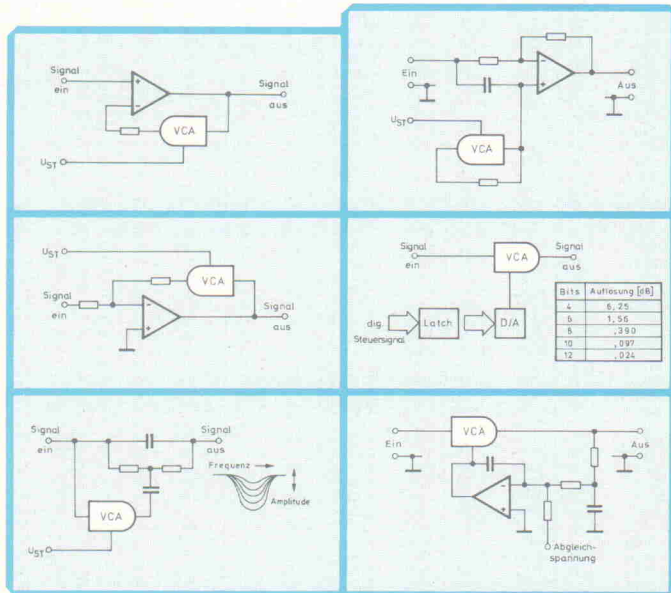 Signal
ein
Signal
aus
VCA
UST
Ein
Aus
UST
VCA
UST
VCA
Signal
ein
Signal
aus
Signal
ein
VCA
Signal
aus
dig.
Steuersignal
Latch
D/A
Bits Auflösung [dB]
4 6,25
6 1,56
8 ,390
10 ,097
12 ,024
Signal
ein
Signal
aus
Frequenz
Amplitude
VCA
UST
Ein
VCA
Aus
Abgleich-
spannung